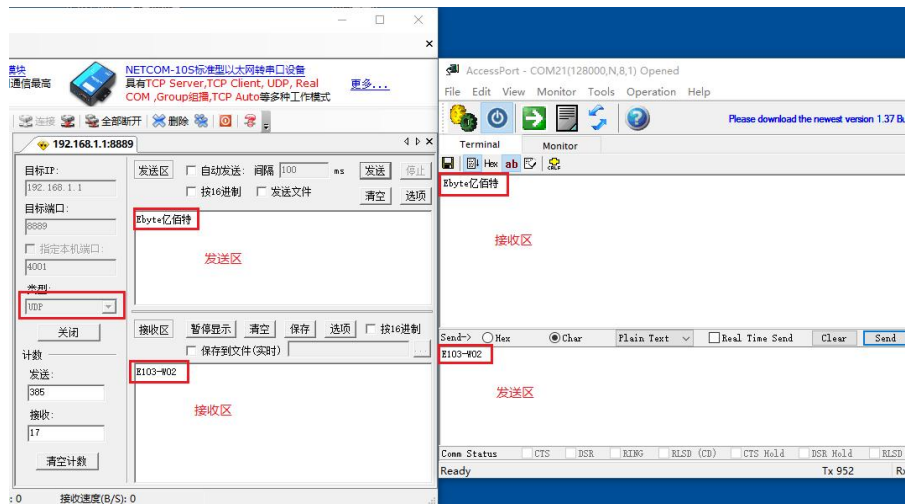 模块
通信最高
NETCOM-10S标准型以太网转串口设备
具有TCP Server,TCP Client, UDP, Real
COM ,Group组播,TCP Auto等多种工作模式
更多...
连接 全部断开 删除
192.168.1.1:8889
目标IP:
192.168.1.1
目标端口:
8889
指定本机端口:
4001
类型:
UDP
关闭
计数
发送:
385
接收:
17
清空计数
发送区 自动发送: 间隔 100 ms 发送 停止
按16进制 发送文件 清空 选项
Ebyte亿佰特
发送区
接收区 暂停显示 清空 保存 选项 按16进制
保存到文件(实时) ...
E103-W02
接收区
: 0 接收速度(B/S): 0
AccessPort - COM21(128000,N,8,1) Opened
File Edit View Monitor Tools Operation Help
Please download the newest version 1.37 Bu
Terminal Monitor
Hex ab
Ebyte亿佰特
接收区
Send-> Hex Char Plain Text Real Time Send Clear Send
E103-W02
发送区
Comm Status CTS DSR RING RLSD (CD) CTS Hold DSR Hold RLSD
Ready Tx 952 Rx